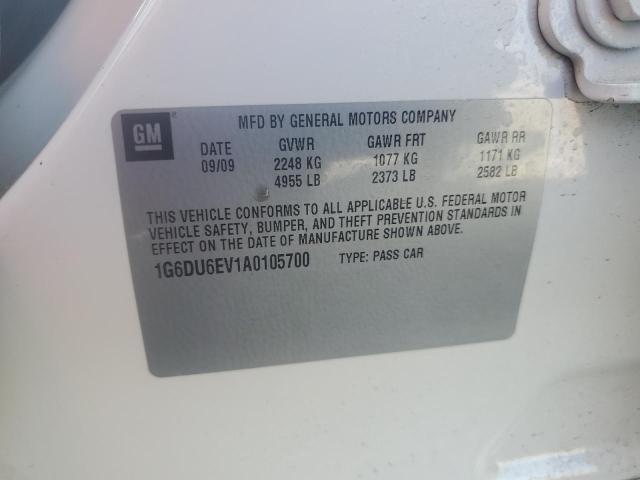 GM
MFD BY GENERAL MOTORS COMPANY
DATE GVWR GAWR FRT GAWR RR
09/09 2248 KG 1077 KG 1171 KG
4955 LB 2373 LB 2582 LB
THIS VEHICLE CONFORMS TO ALL APPLICABLE U.S. FEDERAL MOTOR
VEHICLE SAFETY, BUMPER, AND THEFT PREVENTION STANDARDS IN
EFFECT ON THE DATE OF MANUFACTURE SHOWN ABOVE.
1G6DU6EV1A0105700 TYPE: PASS CAR